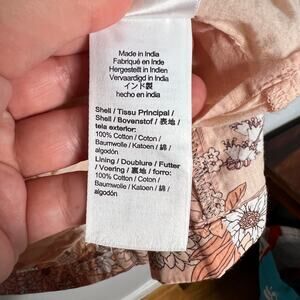 Made in India
Fabriqué en Inde
Hergestellt in Indien
Vervaardigd in India
インド製
hecho en india
Shell / Tissu Principal /
Shell / Bovenstof / 表地 /
tela exterior:
100% Cotton / Coton /
Baumwolle / Katoen / 綿 /
algodón
Lining / Doublure / Futter
/ Voering / 裏地 / forro:
100% Cotton / Coton /
Baumwolle / Katoen / 綿 /
algodón